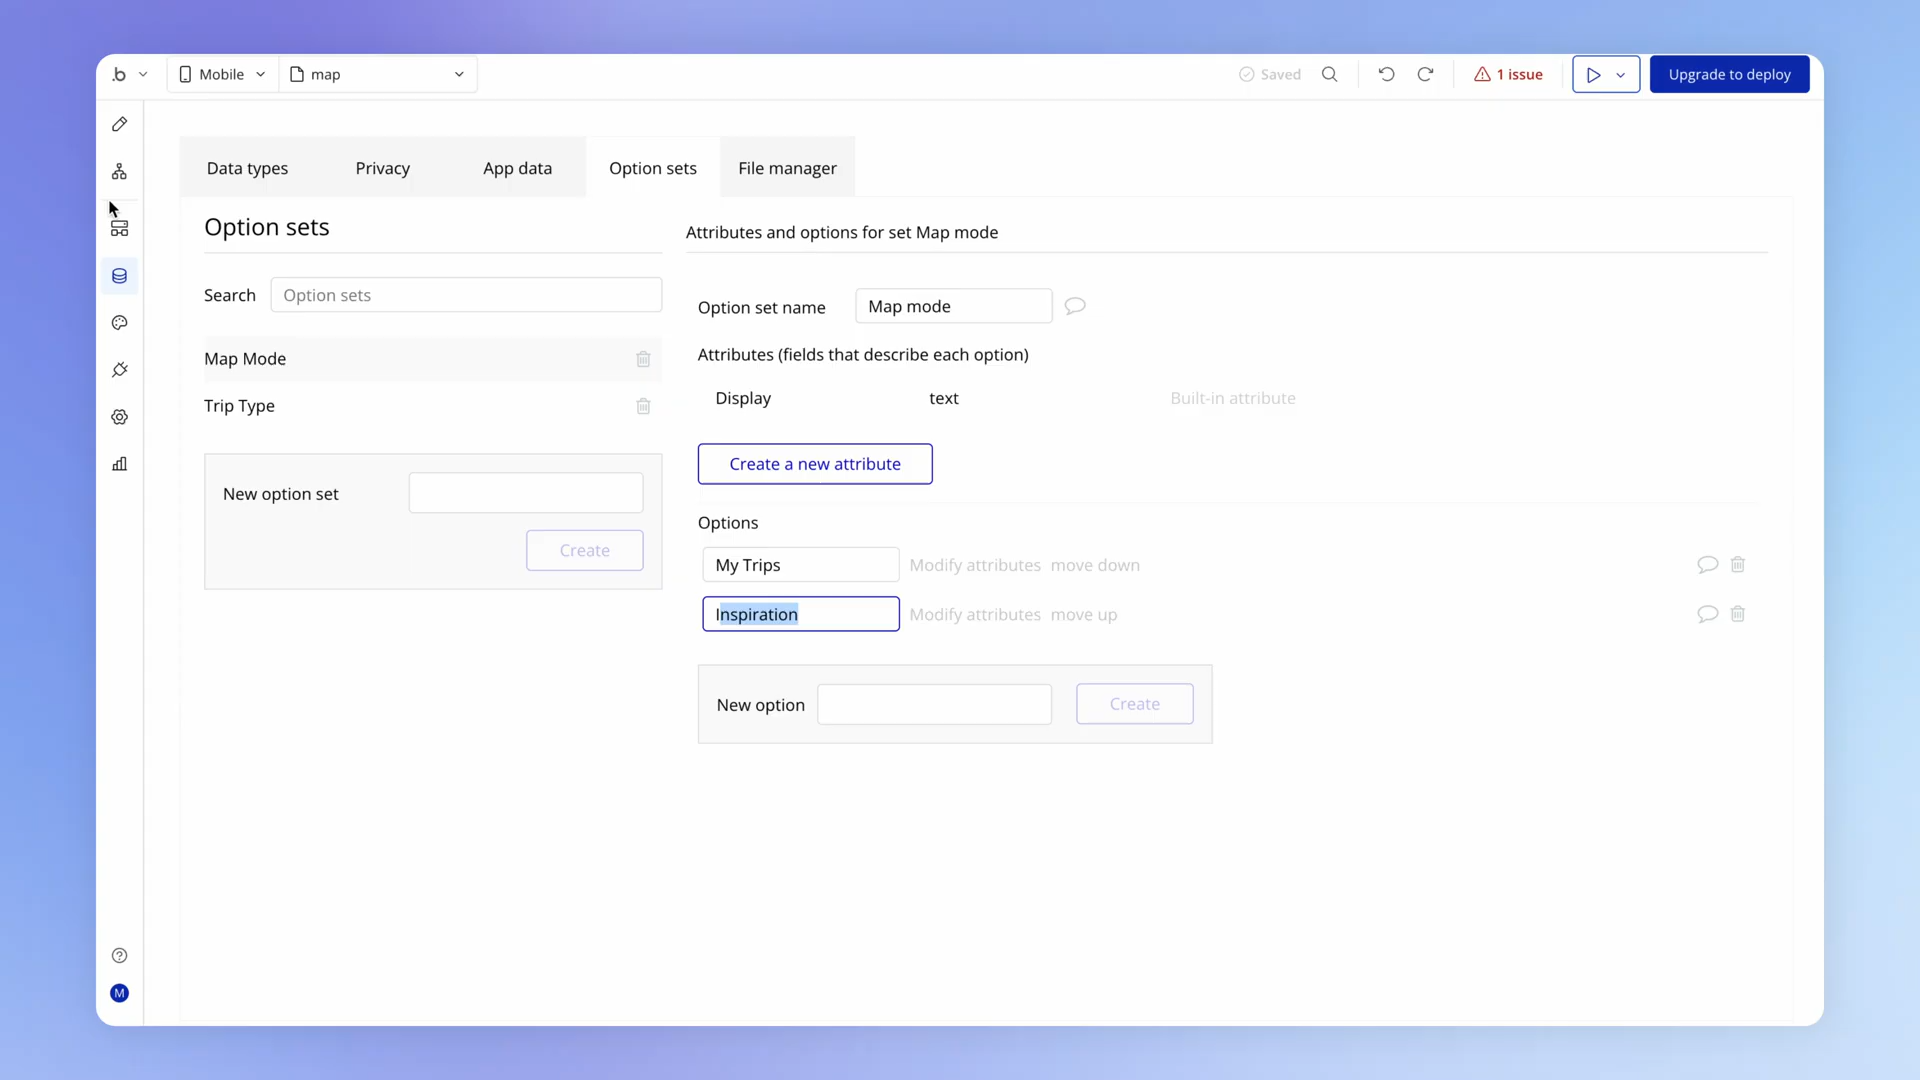 .b Mobile map Saved 1 issue Upgrade to deploy
Data types Privacy App data Option sets File manager
Option sets
Attributes and options for set Map mode
Search Option sets
Option set name Map mode
Map Mode
Attributes (fields that describe each option)
Trip Type
Display text Built-in attribute
Create a new attribute
New option set
Create
Options
My Trips Modify attributes move down
Inspiration Modify attributes move up
New option Create
M